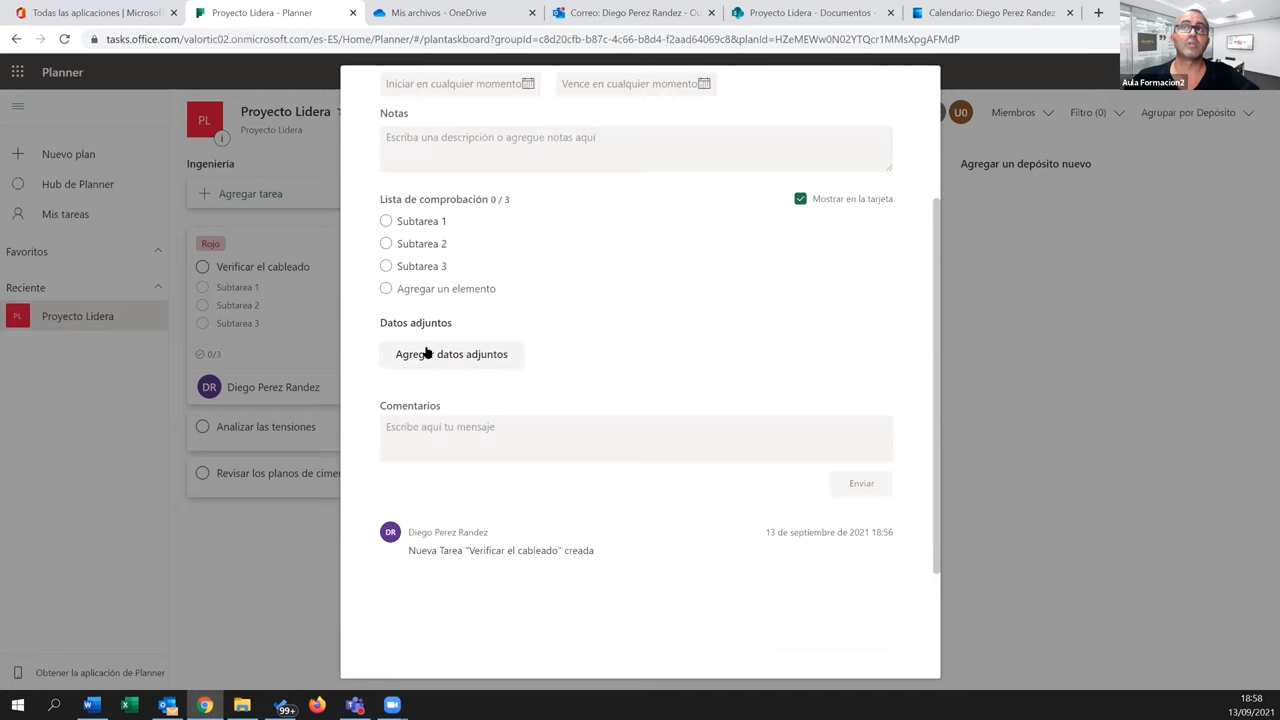 Todas las aplicaciones | Microsof
Proyecto Lidera - Planner
Mis archivos - OneDrive
Correo: Diego Perez Randez - Ou
Proyecto Lidera - Documentos -
Calendario: Diego Perez Randez
tasks.office.com/valortic02.onmicrosoft.com/es-ES/Home/Planner/#/plantaskboard?groupId=c8d20cfb-b87c-4c66-b8d4-f2aad64069c8&planId=HZeMEWw0N02YTQcr1MMsXpgAFMdP
Aula Formacion2
Planner
Nuevo plan
Hub de Planner
Mis tareas
Favoritos
Reciente
PL
Proyecto Lidera
Obtener la aplicación de Planner
PL
Proyecto Lidera
Proyecto Lidera
U0
Miembros
Filtro (0)
Agrupar por Depósito
Ingeniería
Agregar tarea
Rojo
Verificar el cableado
Subtarea 1
Subtarea 2
Subtarea 3
0/3
DR
Diego Perez Randez
Analizar las tensiones
Revisar los planos de cimen
Agregar un depósito nuevo
Iniciar en cualquier momento
Vence en cualquier momento
Notas
Escriba una descripción o agregue notas aquí
Lista de comprobación 0 / 3
Mostrar en la tarjeta
Subtarea 1
Subtarea 2
Subtarea 3
Agregar un elemento
Datos adjuntos
Agregar datos adjuntos
Comentarios
Escribe aquí tu mensaje
Enviar
DR
Diego Perez Randez
13 de septiembre de 2021 18:56
Nueva Tarea "Verificar el cableado" creada
99+
18:58
13/09/2021